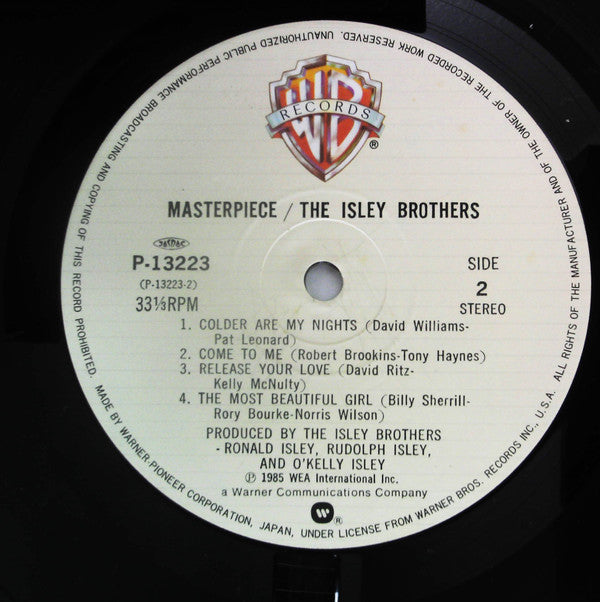 WB
RECORDS
®
MASTERPIECE / THE ISLEY BROTHERS
JASRAC
P-13223
(P-13223-2)
33⅓RPM
SIDE
2
STEREO
1. COLDER ARE MY NIGHTS (David Williams-
Pat Leonard)
2. COME TO ME (Robert Brookins-Tony Haynes)
3. RELEASE YOUR LOVE (David Ritz-
Kelly McNulty)
4. THE MOST BEAUTIFUL GIRL (Billy Sherrill-
Rory Bourke-Norris Wilson)
PRODUCED BY THE ISLEY BROTHERS
- RONALD ISLEY, RUDOLPH ISLEY,
AND O'KELLY ISLEY
℗ 1985 WEA International Inc.
a Warner Communications Company
®
MADE BY WARNER-PIONEER CORPORATION, JAPAN, UNDER LICENSE FROM WARNER BROS. RECORDS INC., U.S.A. ALL RIGHTS OF THE MANUFACTURER AND OF THE OWNER OF THE RECORDED WORK RESERVED. UNAUTHORIZED PUBLIC PERFORMANCE BROADCASTING AND COPYING OF THIS RECORD PROHIBITED.